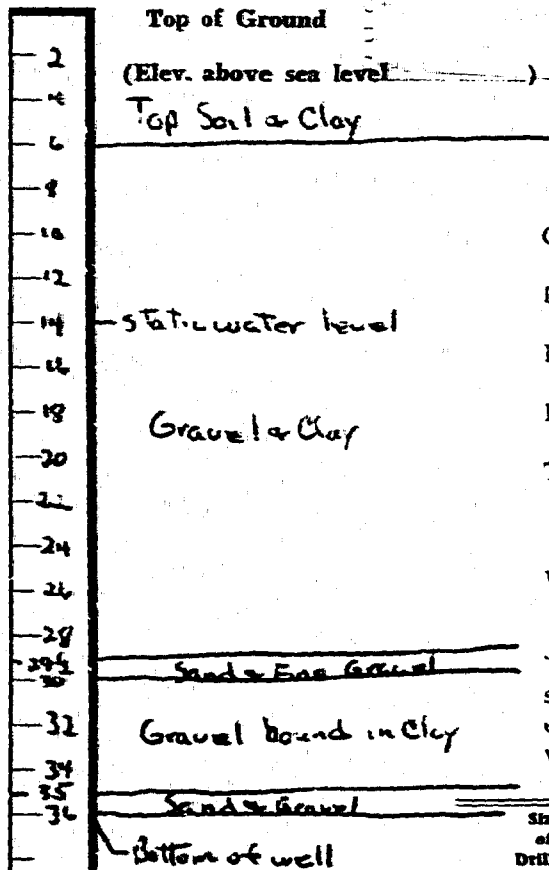 Top of Ground
2
(Elev. above sea level )
4
Top Soil & Clay
6
8
10
12
14 static water level
16
18
Gravel & Clay
20
22
24
26
28
29½
Sand & Fine Gravel
30
32
Gravel bound in Clay
34
35
Sand & Gravel
36
Bottom of well
of
Dril